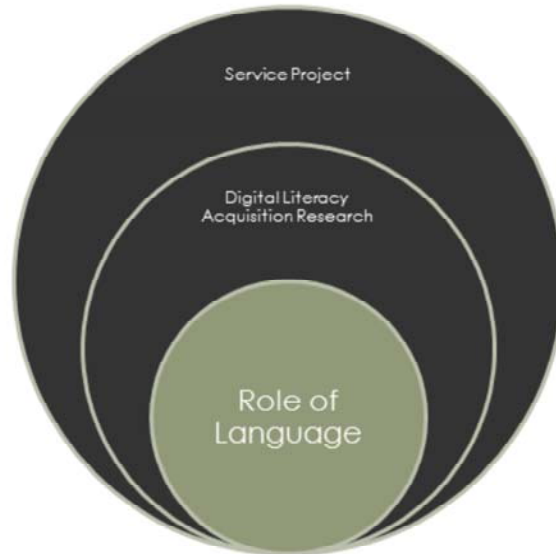 Service Project
Digital Literacy
Acquisition Research
Role of
Language